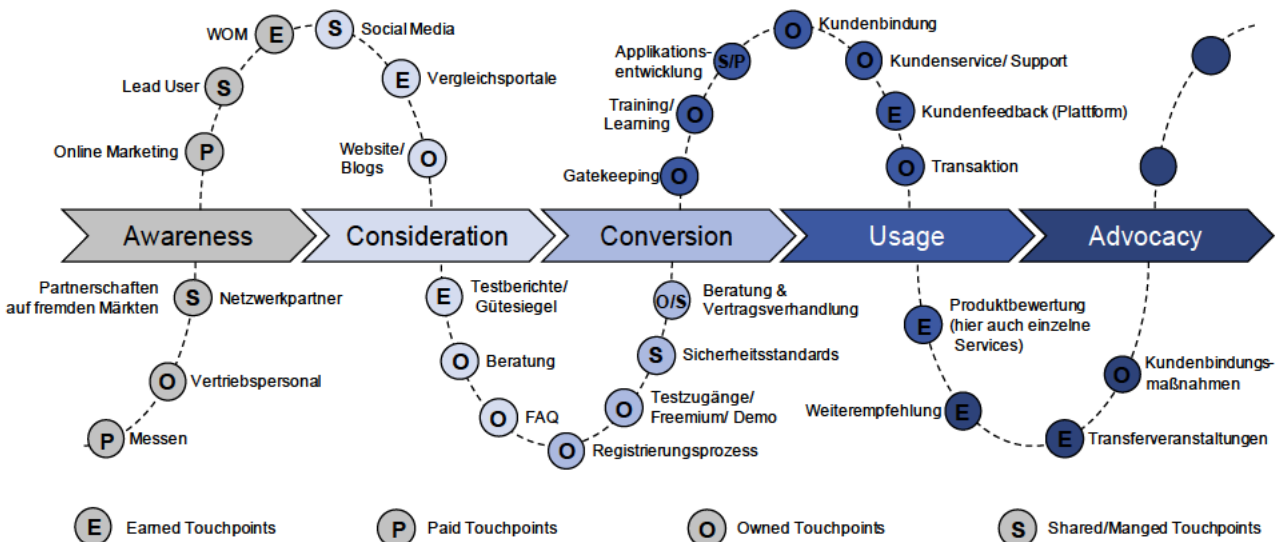 WOM
E
S
Social Media
Lead User
S
E
Vergleichsportale
Online Marketing
P
Website/
Blogs
O
Applikations-
entwicklung
S/P
O
Kundenbindung
O
Kundenservice/ Support
Training/
Learning
O
E
Kundenfeedback (Plattform)
Gatekeeping
O
O
Transaktion
Awareness
Consideration
Conversion
Usage
Advocacy
Partnerschaften
auf fremden Märkten
S
Netzwerkpartner
O
Vertriebspersonal
P
Messen
E
Testberichte/
Gütesiegel
O
Beratung
O
FAQ
O
Registrierungsprozess
O/S
Beratung &
Vertragsverhandlung
S
Sicherheitsstandards
O
Testzugänge/
Freemium/ Demo
E
Produktbewertung
(hier auch einzelne
Services)
Weiterempfehlung
E
E
Transferveranstaltungen
O
Kundenbindungs-
maßnahmen
E
Earned Touchpoints
P
Paid Touchpoints
O
Owned Touchpoints
S
Shared/Manged Touchpoints